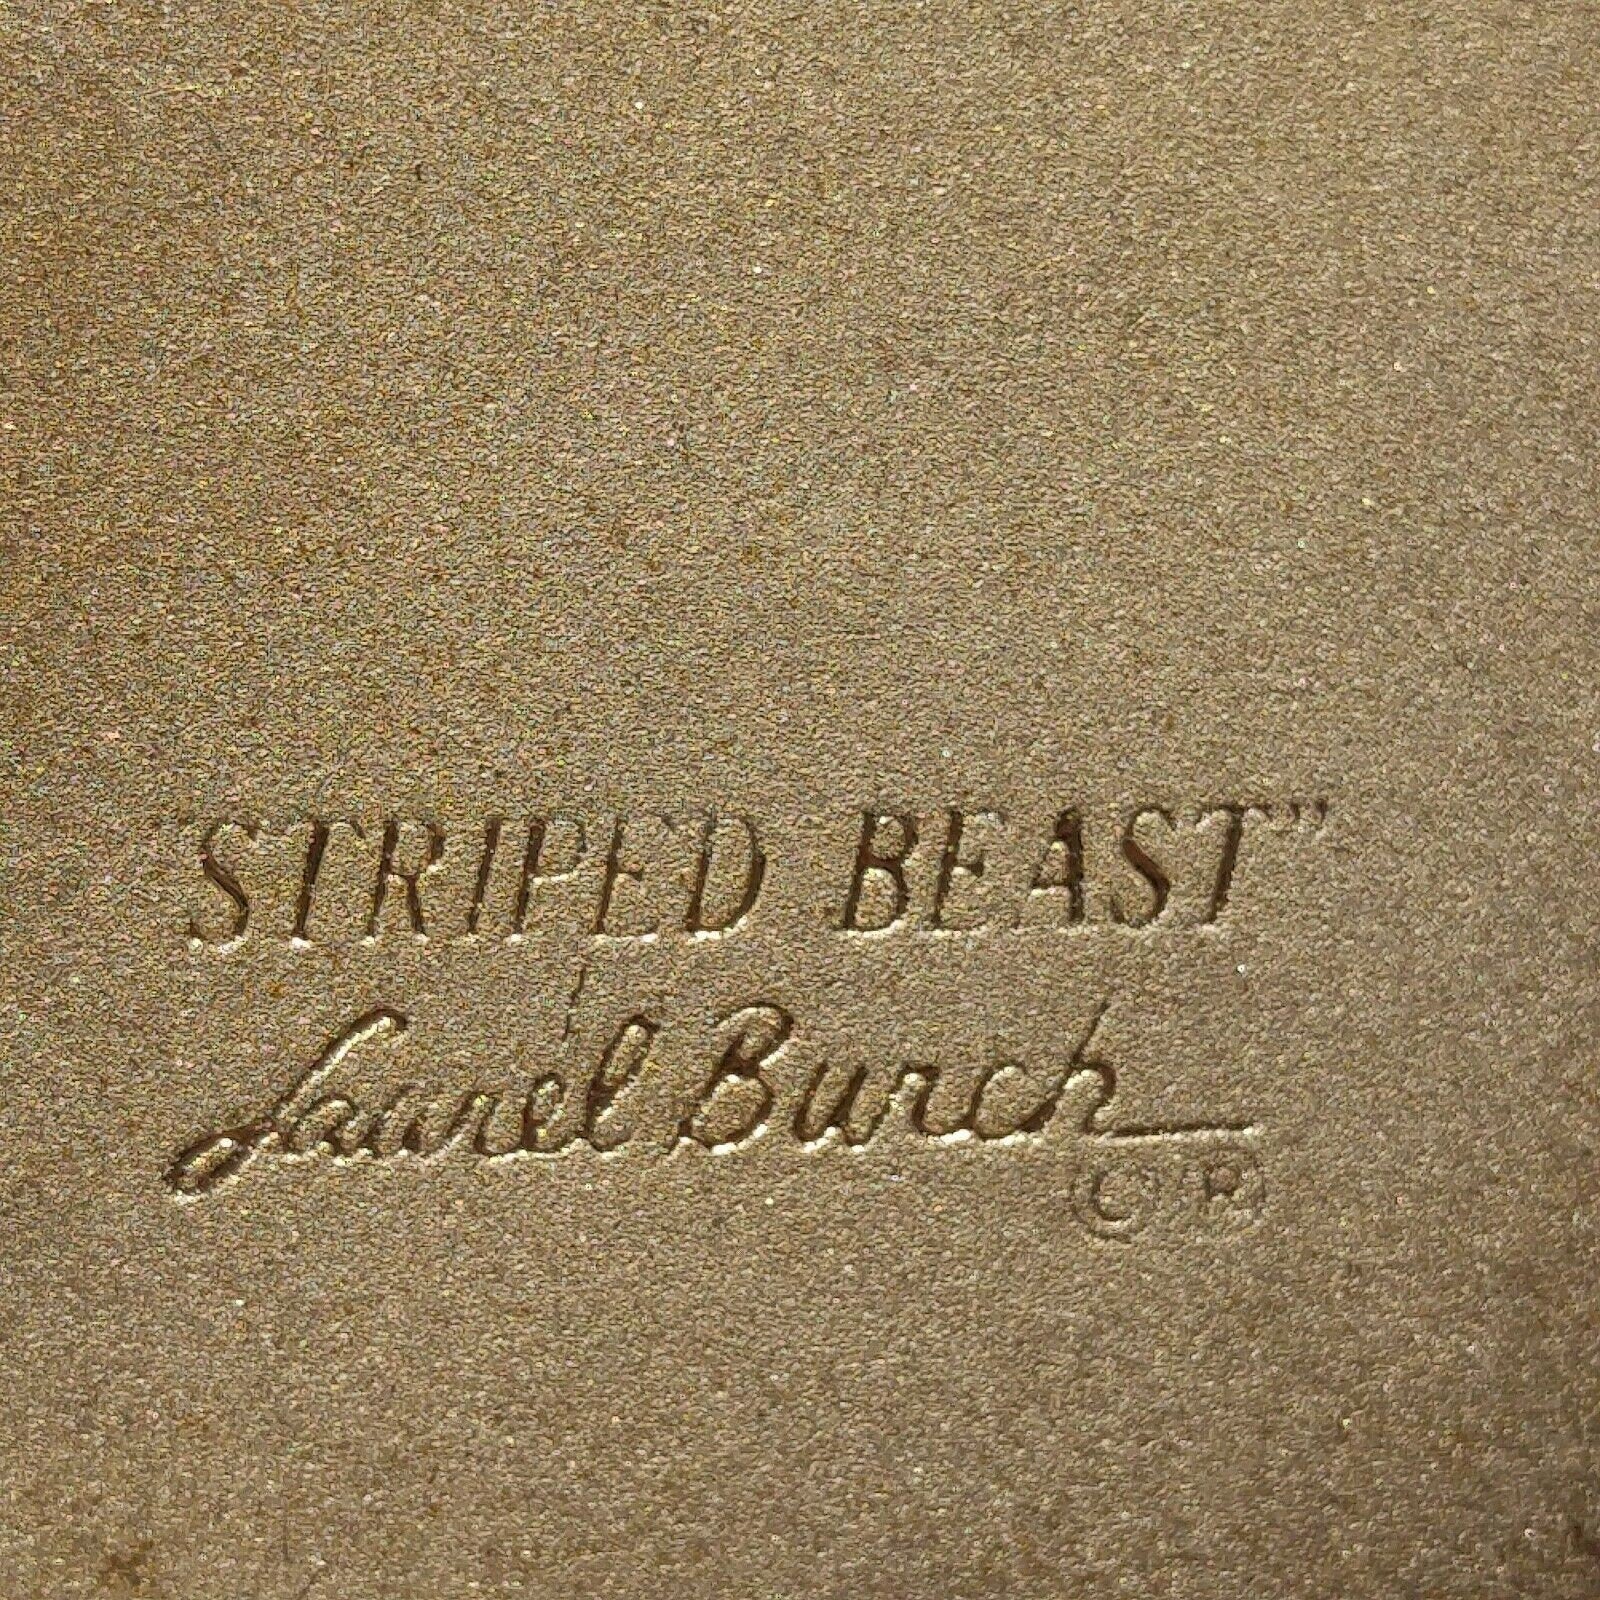 "STRIPED BEAST"
Laurel Burch
© ®